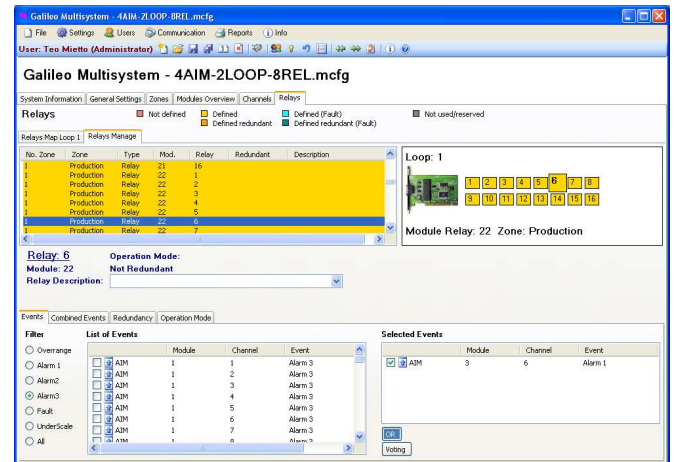 Galileo Multisystem - 4AIM-2LOOP-8REL.mcfg
File Settings Users Communication Reports Info
User: Teo Mietto (Administrator)
Galileo Multisystem - 4AIM-2LOOP-8REL.mcfg
System Information General Settings Zones Modules Overview Channels Relays
Relays Not defined Defined Defined (Fault) Not used/reserved
Defined redundant Defined redundant (Fault)
Relays Map Loop 1 Relays Manage
No. Zone Zone Type Mod. Relay Redundant Description
1 Production Relay 21 16
1 Production Relay 22 1
1 Production Relay 22 2
1 Production Relay 22 3
1 Production Relay 22 4
1 Production Relay 22 5
1 Production Relay 22 6
1 Production Relay 22 7
Loop: 1
1 2 3 4 5 6 7 8
9 10 11 12 13 14 15 16
Module Relay: 22 Zone: Production
Relay: 6 Operation Mode:
Module: 22 Not Redundant
Relay Description:
Events Combined Events Redundancy Operation Mode
Filter
Overrange
Alarm 1
Alarm2
Alarm3
Fault
UnderScale
All
List of Events
Module Channel Event
AIM 1 1 Alarm 3
AIM 1 2 Alarm 3
AIM 1 3 Alarm 3
AIM 1 4 Alarm 3
AIM 1 5 Alarm 3
AIM 1 6 Alarm 3
AIM 1 7 Alarm 3
AIM 1 8 Alarm 3
Selected Events
Module Channel Event
AIM 3 6 Alarm 1
OR
Voting